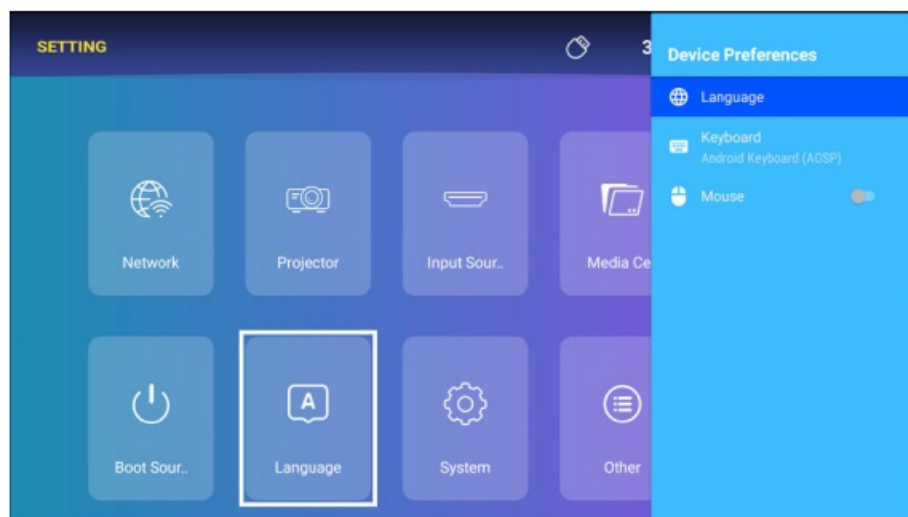 SETTING
3
Device Preferences
Language
Keyboard
Android Keyboard (AOSP)
Mouse
Network
Projector
Input Sour..
Media Ce
Boot Sour..
A
Language
System
Other